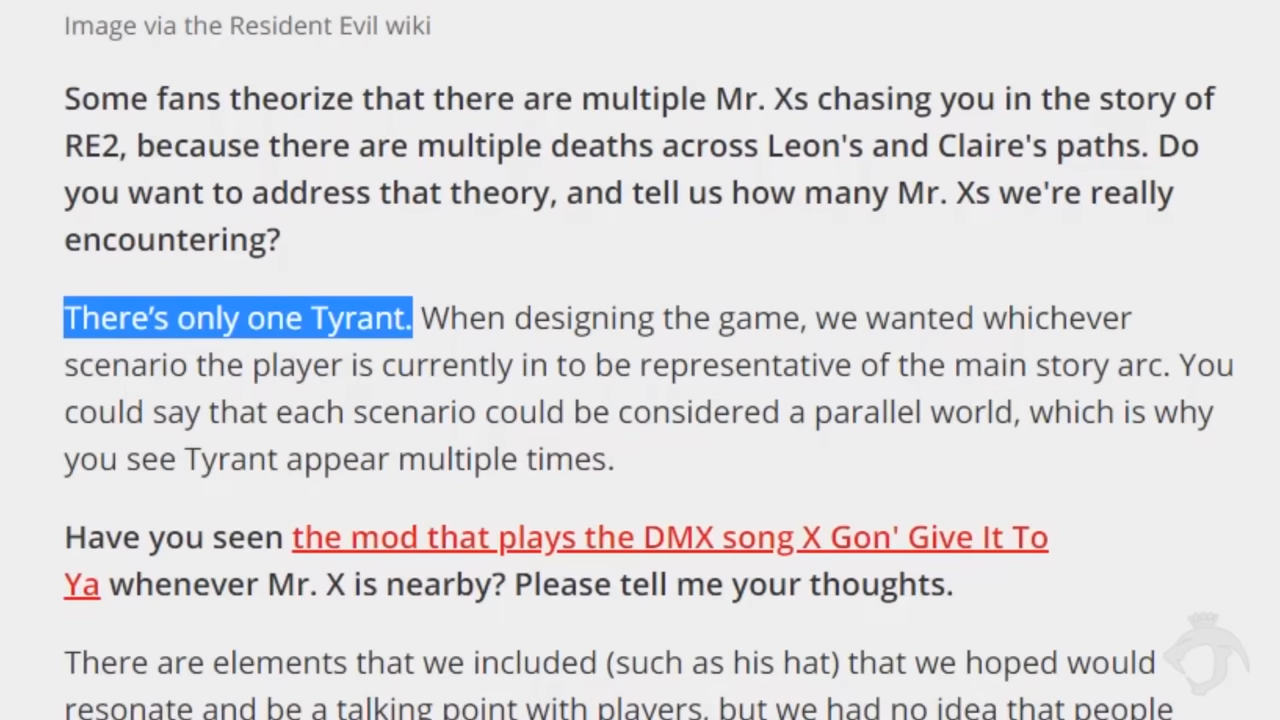 Image via the Resident Evil wiki
Some fans theorize that there are multiple Mr. Xs chasing you in the story of
RE2, because there are multiple deaths across Leon's and Claire's paths. Do
you want to address that theory, and tell us how many Mr. Xs we're really
encountering?
There’s only one Tyrant. When designing the game, we wanted whichever
scenario the player is currently in to be representative of the main story arc. You
could say that each scenario could be considered a parallel world, which is why
you see Tyrant appear multiple times.
Have you seen the mod that plays the DMX song X Gon' Give It To
Ya whenever Mr. X is nearby? Please tell me your thoughts.
There are elements that we included (such as his hat) that we hoped would
resonate and be a talking point with players, but we had no idea that people